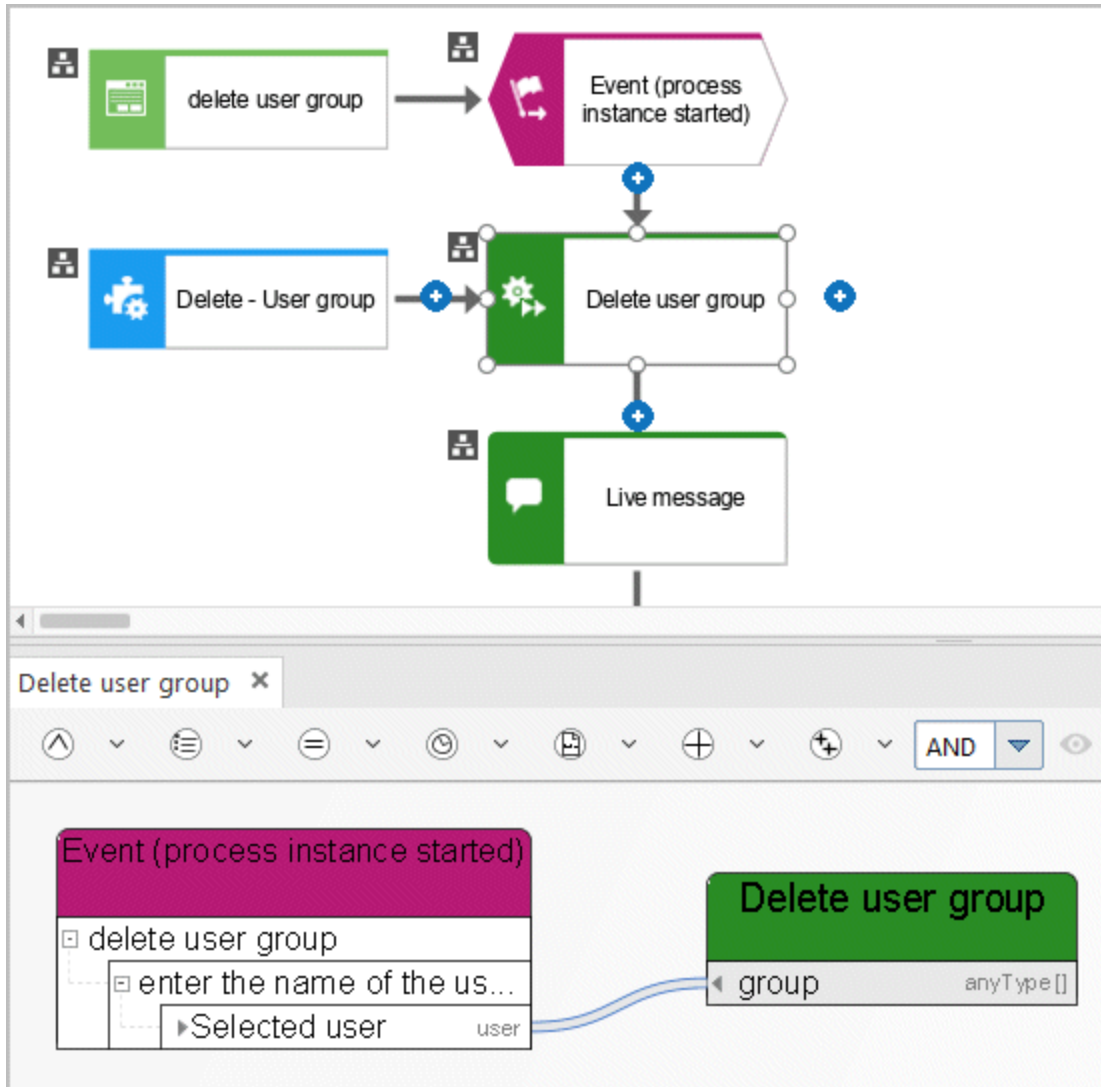 delete user group
Event (process
instance started)
Delete - User group
Delete user group
Live message
Delete user group
AND
Event (process instance started)
delete user group
enter the name of the us...
Selected user user
Delete user group
group anyType[]